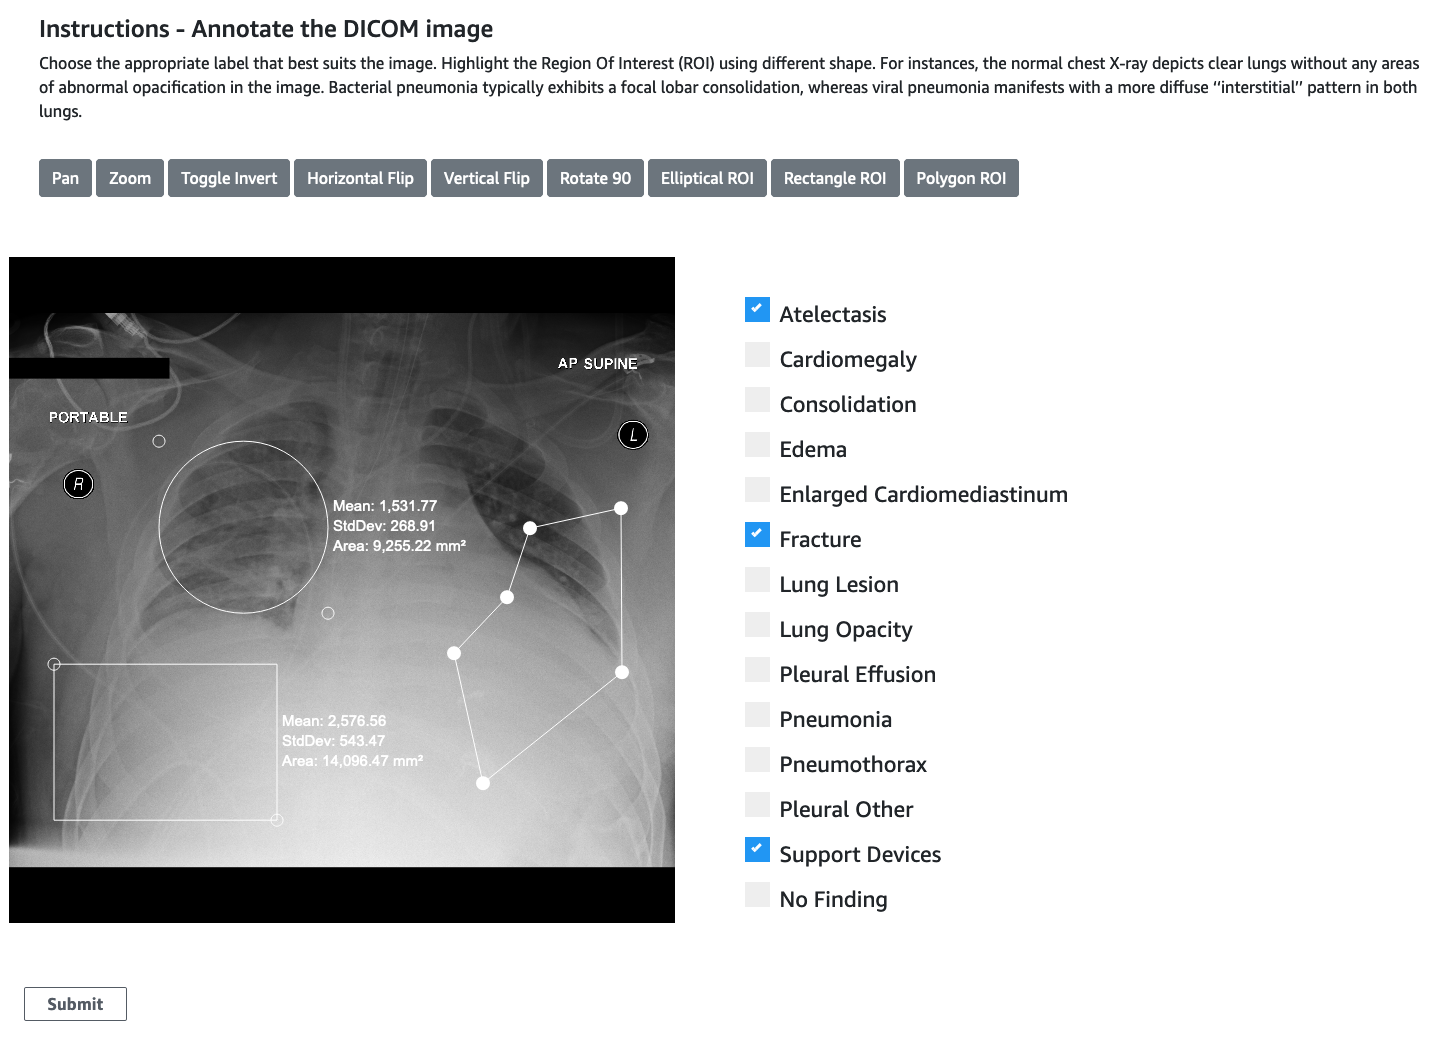 Instructions - Annotate the DICOM image
Choose the appropriate label that best suits the image. Highlight the Region Of Interest (ROI) using different shape. For instances, the normal chest X-ray depicts clear lungs without any areas
of abnormal opacification in the image. Bacterial pneumonia typically exhibits a focal lobar consolidation, whereas viral pneumonia manifests with a more diffuse “interstitial” pattern in both
lungs.
Pan Zoom Toggle Invert Horizontal Flip Vertical Flip Rotate 90 Elliptical ROI Rectangle ROI Polygon ROI
AP SUPINE
PORTABLE
L
R
Mean: 1,531.77
StdDev: 268.91
Area: 9,255.22 mm²
Mean: 2,576.56
StdDev: 543.47
Area: 14,096.47 mm²
Atelectasis
Cardiomegaly
Consolidation
Edema
Enlarged Cardiomediastinum
Fracture
Lung Lesion
Lung Opacity
Pleural Effusion
Pneumonia
Pneumothorax
Pleural Other
Support Devices
No Finding
Submit